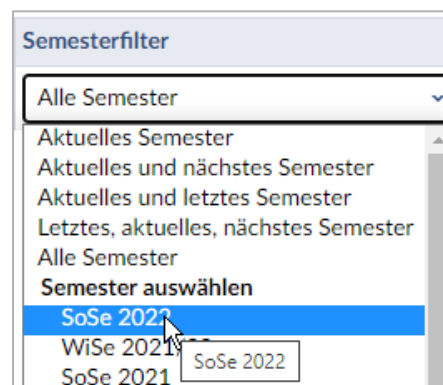 Semesterfilter
Alle Semester
Aktuelles Semester
Aktuelles und nächstes Semester
Aktuelles und letztes Semester
Letztes, aktuelles, nächstes Semester
Alle Semester
Semester auswählen
SoSe 2022
WiSe 2021/22
SoSe 2022
SoSe 2021